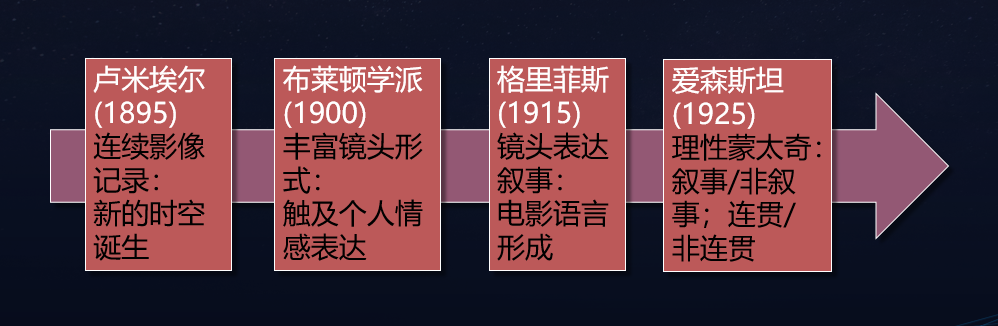 卢米埃尔
(1895)
连续影像
记录：
新的时空
诞生
布莱顿学派
(1900)
丰富镜头形
式：
触及个人情
感表达
格里菲斯
(1915)
镜头表达
叙事：
电影语言
形成
爱森斯坦
(1925)
理性蒙太奇：
叙事/非叙
事；连贯/
非连贯